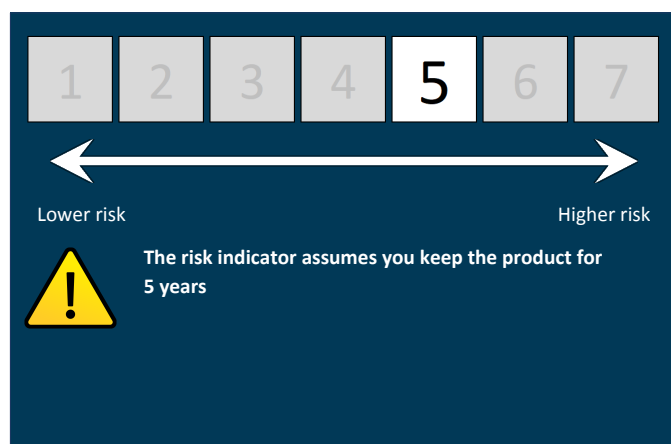 1 2 3 4 5 6 7
Lower risk Higher risk
The risk indicator assumes you keep the product for
5 years